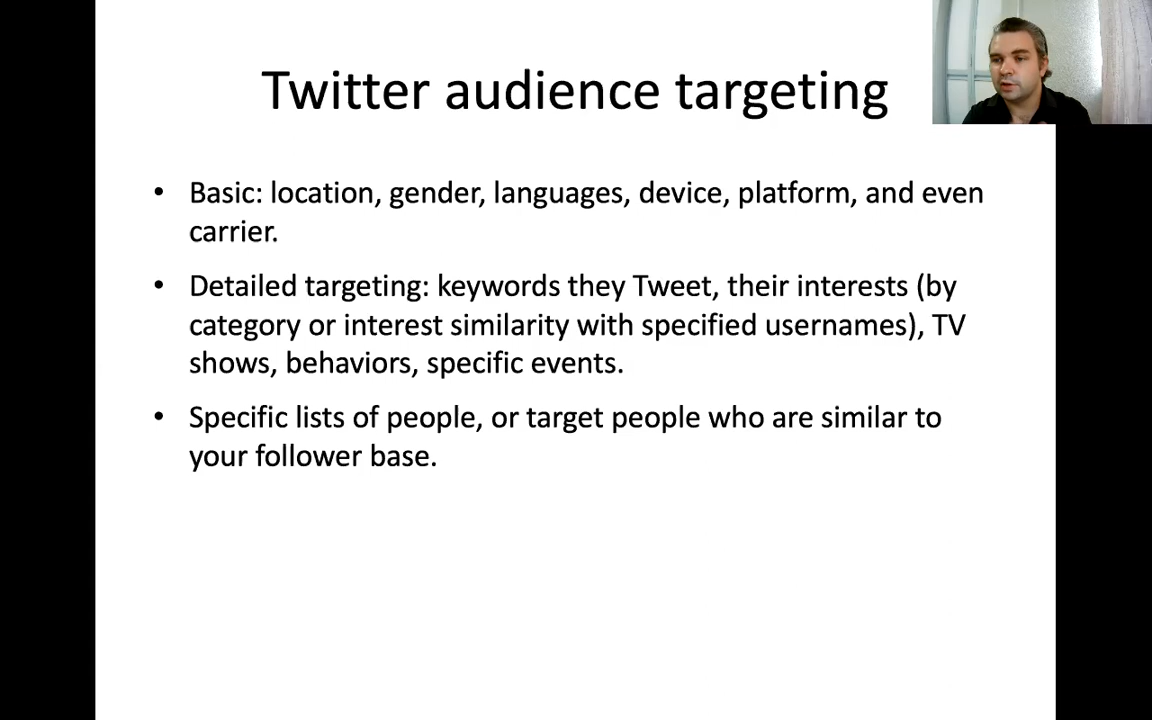 Twitter audience targeting
• Basic: location, gender, languages, device, platform, and even
carrier.
• Detailed targeting: keywords they Tweet, their interests (by
category or interest similarity with specified usernames), TV
shows, behaviors, specific events.
• Specific lists of people, or target people who are similar to
your follower base.